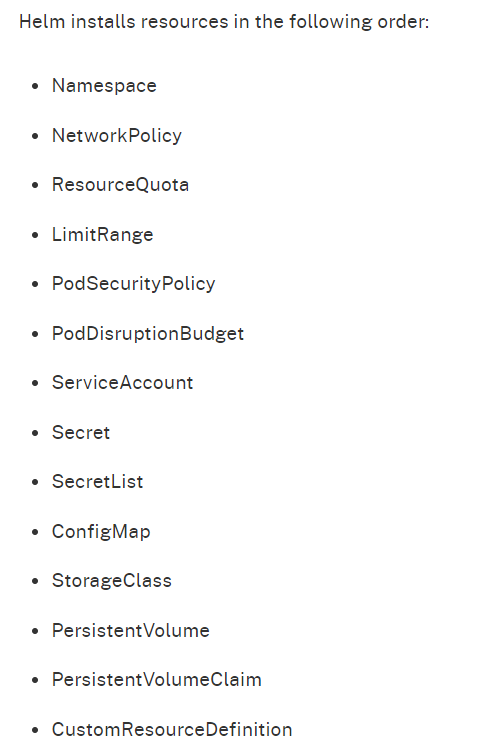 Helm installs resources in the following order:
• Namespace
• NetworkPolicy
• ResourceQuota
• LimitRange
• PodSecurityPolicy
• PodDisruptionBudget
• ServiceAccount
• Secret
• SecretList
• ConfigMap
• StorageClass
• PersistentVolume
• PersistentVolumeClaim
• CustomResourceDefinition